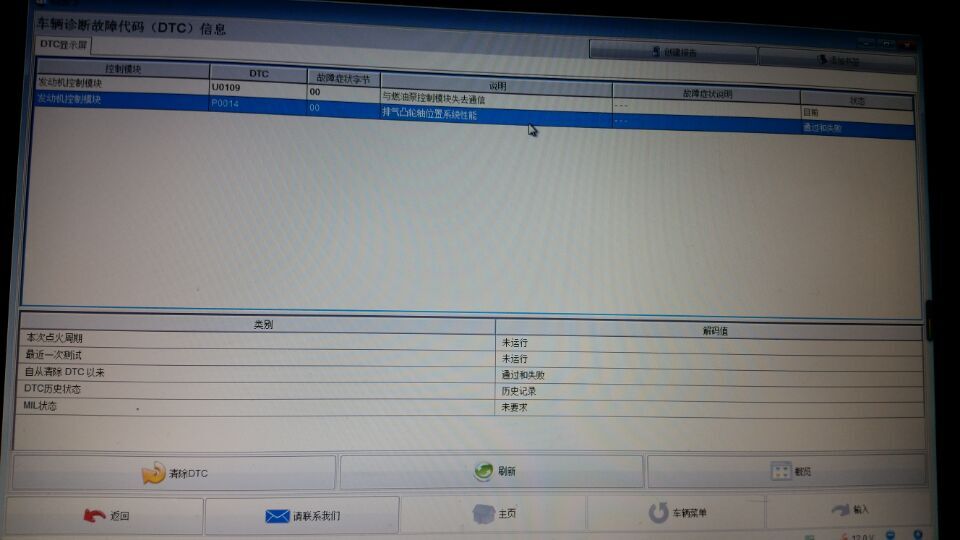 车辆诊断故障代码（DTC）信息
DTC显示屏
创建报告
控制模块 DTC 故障症状字节 说明 故障症状说明 状态
发动机控制模块 U0109 00 与燃油泵控制模块失去通信 --- 目前
发动机控制模块 P0014 00 排气凸轮轴位置系统性能 --- 通过和失败
类别 解码值
本次点火周期 未运行
最近一次测试 未运行
自从清除 DTC 以来 通过和失败
DTC历史状态 历史记录
MIL状态 未要求
清除DTC 刷新 概览
返回 请联系我们 主页 车辆菜单 输入
12.0 V